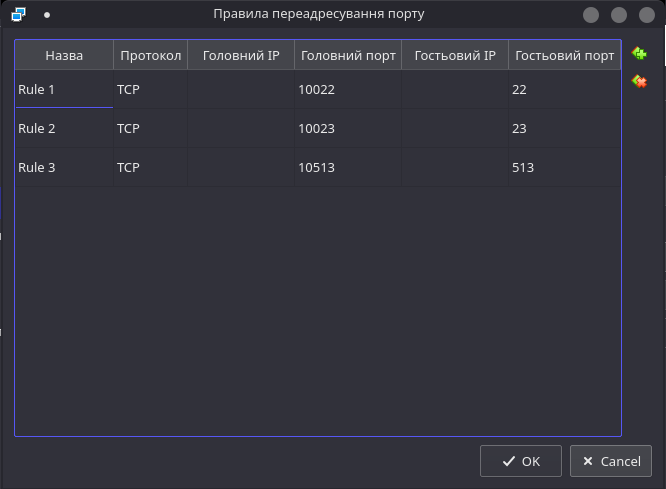 Правила переадресування порту
Назва Протокол Головний IP Головний порт Гостьовий IP Гостьовий порт
Rule 1 TCP 10022 22
Rule 2 TCP 10023 23
Rule 3 TCP 10513 513
OK Cancel